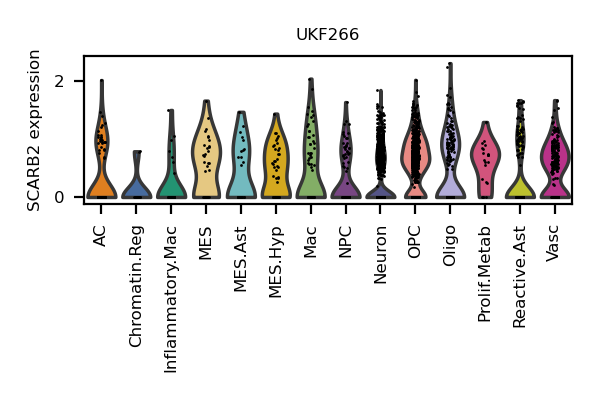 UKF266
SCARB2 expression
2
0
AC
Chromatin.Reg
Inflammatory.Mac
MES
MES.Ast
MES.Hyp
Mac
NPC
Neuron
OPC
Oligo
Prolif.Metab
Reactive.Ast
Vasc